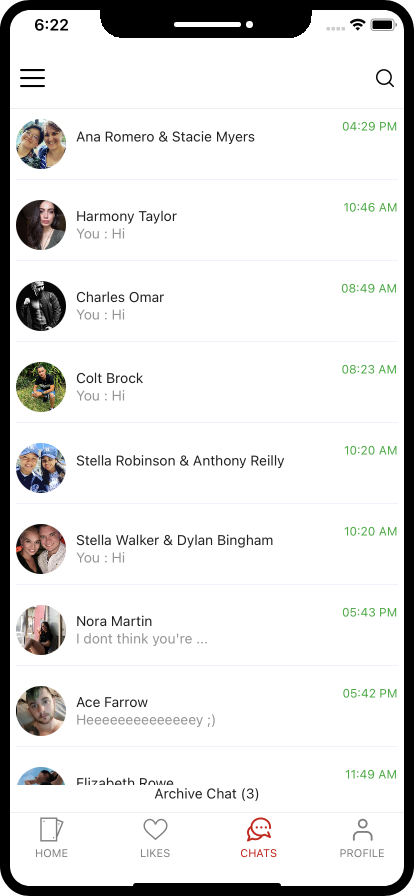 6:22
04:29 PM
Ana Romero & Stacie Myers
10:46 AM
Harmony Taylor
You : Hi
08:49 AM
Charles Omar
You : Hi
08:23 AM
Colt Brock
You : Hi
10:20 AM
Stella Robinson & Anthony Reilly
10:20 AM
Stella Walker & Dylan Bingham
You : Hi
05:43 PM
Nora Martin
I dont think you're ...
05:42 PM
Ace Farrow
Heeeeeeeeeeeeey ;)
11:49 AM
Elizabeth Rowe
Archive Chat (3)
HOME LIKES CHATS PROFILE